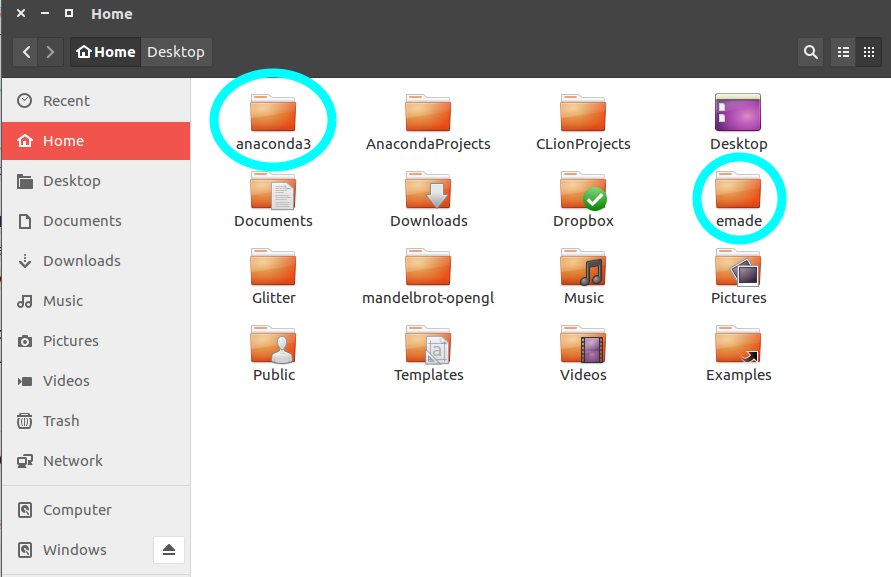 Home
Home Desktop
Recent
Home
Desktop
Documents
Downloads
Music
Pictures
Videos
Trash
Network
Computer
Windows
anaconda3 AnacondaProjects CLionProjects Desktop
Documents Downloads Dropbox emade
Glitter mandelbrot-opengl Music Pictures
Public Templates Videos Examples